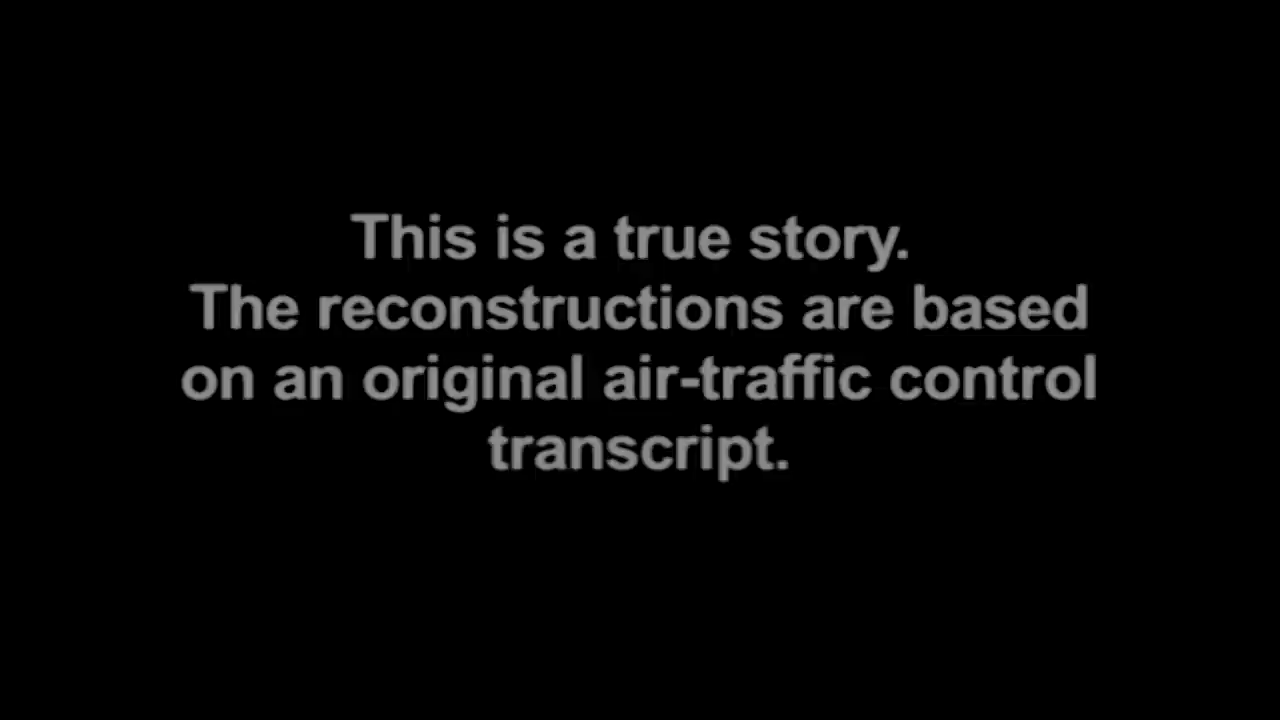 This is a true story.
The reconstructions are based
on an original air-traffic control
transcript.